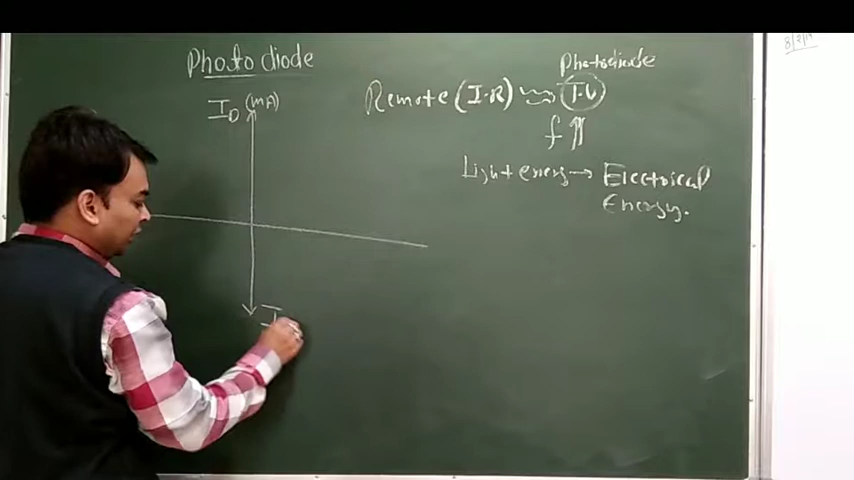 Photo diode
I_D (mA)
I
Photodiode
Remote (I-R) T.V
f ⇑
Light energy → Electrical
Energy.